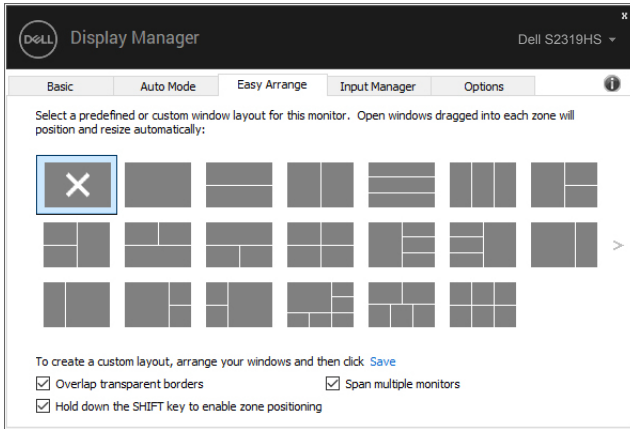 x
DELL Display Manager
Dell S2319HS
Basic Auto Mode Easy Arrange Input Manager Options i
Select a predefined or custom window layout for this monitor. Open windows dragged into each zone will
position and resize automatically:
>
To create a custom layout, arrange your windows and then click Save
Overlap transparent borders Span multiple monitors
Hold down the SHIFT key to enable zone positioning